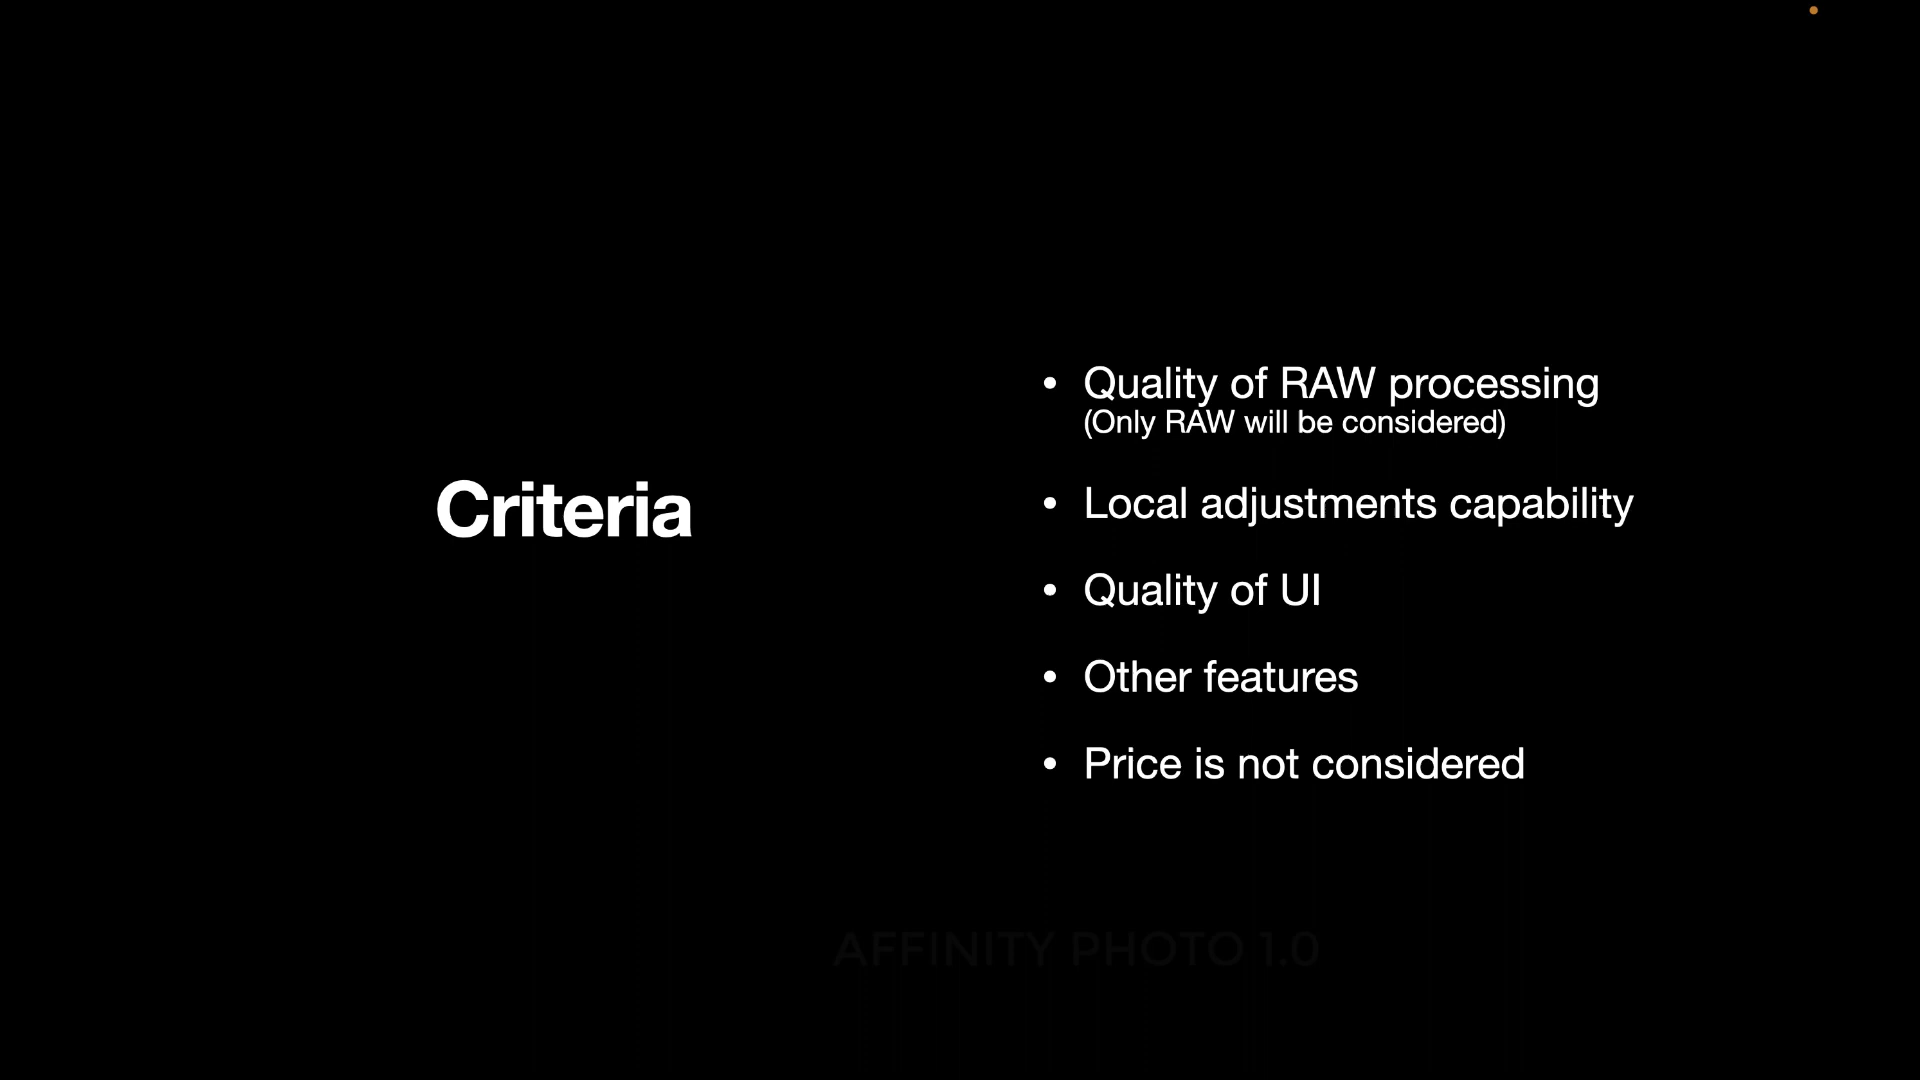 Criteria
• Quality of RAW processing
(Only RAW will be considered)
• Local adjustments capability
• Quality of UI
• Other features
• Price is not considered
AFFINITY PHOTO 1.0